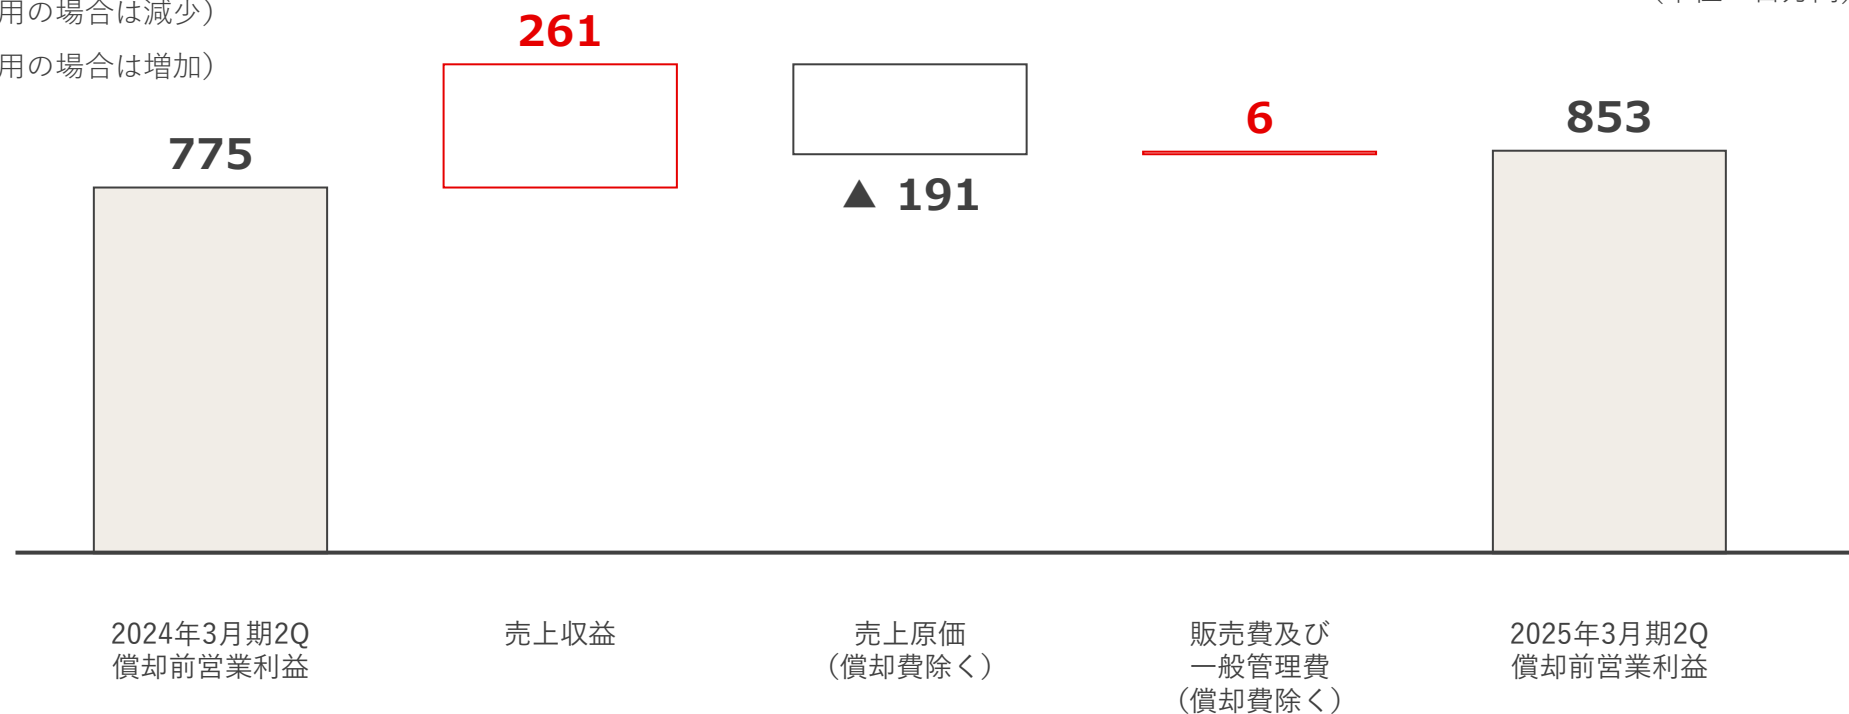 用の場合は減少）
用の場合は増加）
261
6
853
775
▲ 191
2024年3月期2Q
償却前営業利益
売上収益
売上原価
（償却費除く）
販売費及び
一般管理費
（償却費除く）
2025年3月期2Q
償却前営業利益